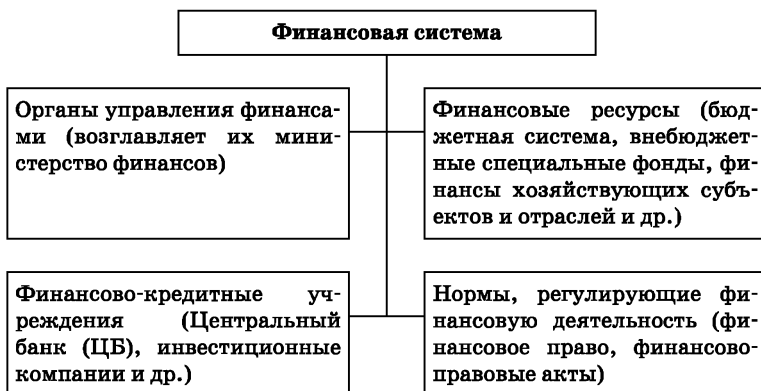 Финансовая система
Органы управления финанса-
ми (возглавляет их мини-
стерство финансов)
Финансовые ресурсы (бюд-
жетная система, внебюджет-
ные специальные фонды, фи-
нансы хозяйствующих субъ-
ектов и отраслей и др.)
Финансово-кредитные уч-
реждения (Центральный
банк (ЦБ), инвестиционные
компании и др.)
Нормы, регулирующие фи-
нансовую деятельность (фи-
нансовое право, финансово-
правовые акты)